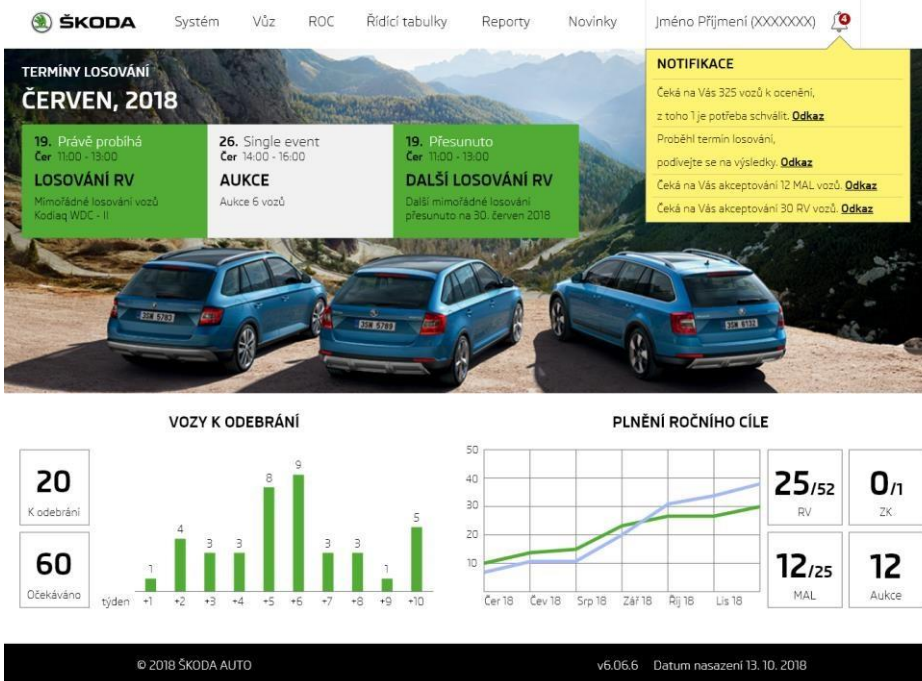 ŠKODA
Systém
Vůz
ROC
Řídící tabulky
Reporty
Novinky
Jméno Příjmení (XXXXXXX)
4
TERMÍNY LOSOVÁNÍ
ČERVEN, 2018
19. Právě probíhá
Čer 11:00 - 13:00
LOSOVÁNÍ RV
Mimořádné losování vozů
Kodiaq WDC - II
26. Single event
Čer 14:00 - 16:00
AUKCE
Aukce 6 vozů
19. Přesunuto
Čer 11:00 - 13:00
DALŠÍ LOSOVÁNÍ RV
Další mimořádné losování
přesunuto na 30. červen 2018
NOTIFIKACE
Čeká na Vás 325 vozů k ocenění,
z toho 1 je potřeba schválit. Odkaz
Proběhl termín losování,
podívejte se na výsledky. Odkaz
Čeká na Vás akceptování 12 MAL vozů. Odkaz
Čeká na Vás akceptování 30 RV vozů. Odkaz
3SM 5783
3SM 5789
3SM 6132
VOZY K ODEBRÁNÍ
20
K odebrání
60
Očekáváno
1 4 3 3 8 9 3 3 1 5
týden +1 +2 +3 +4 +5 +6 +7 +8 +9 +10
PLNĚNÍ ROČNÍHO CÍLE
50
40
30
20
10
Čer 18 Čev 18 Srp 18 Zář 18 Říj 18 Lis 18
25/52
RV
0/1
ZK
12/25
MAL
12
Aukce
© 2018 ŠKODA AUTO
v6.06.6 Datum nasazení 13. 10. 2018